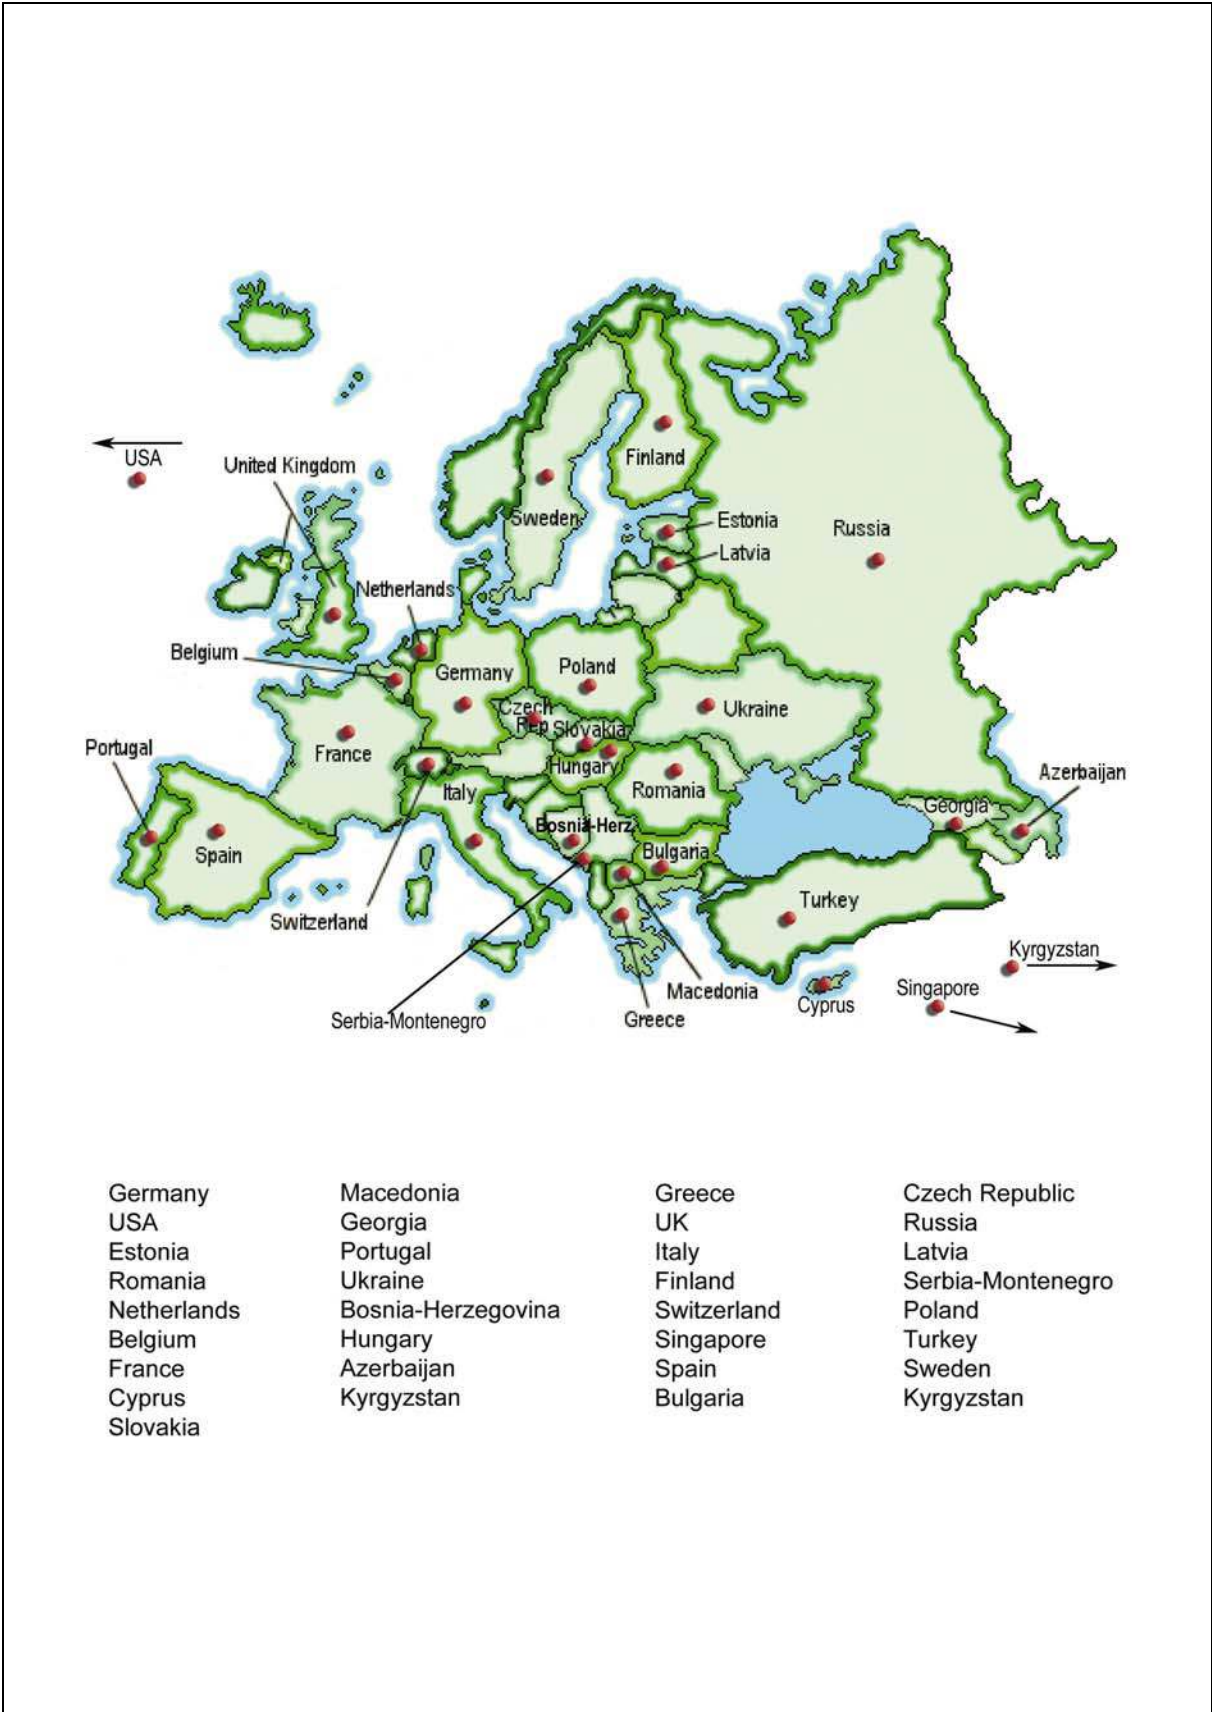 USA
United Kingdom
Finland
Sweden
Estonia
Russia
Latvia
Netherlands
Belgium
Germany
Poland
Czech
Rep
Slovakia
Ukraine
Portugal
France
Hungary
Azerbaijan
Italy
Romania
Georgia
Bosnia-Herz.
Spain
Bulgaria
Turkey
Switzerland
Kyrgyzstan
Macedonia
Singapore
Cyprus
Serbia-Montenegro
Greece
Germany Macedonia Greece Czech Republic
USA Georgia UK Russia
Estonia Portugal Italy Latvia
Romania Ukraine Finland Serbia-Montenegro
Netherlands Bosnia-Herzegovina Switzerland Poland
Belgium Hungary Singapore Turkey
France Azerbaijan Spain Sweden
Cyprus Kyrgyzstan Bulgaria Kyrgyzstan
Slovakia